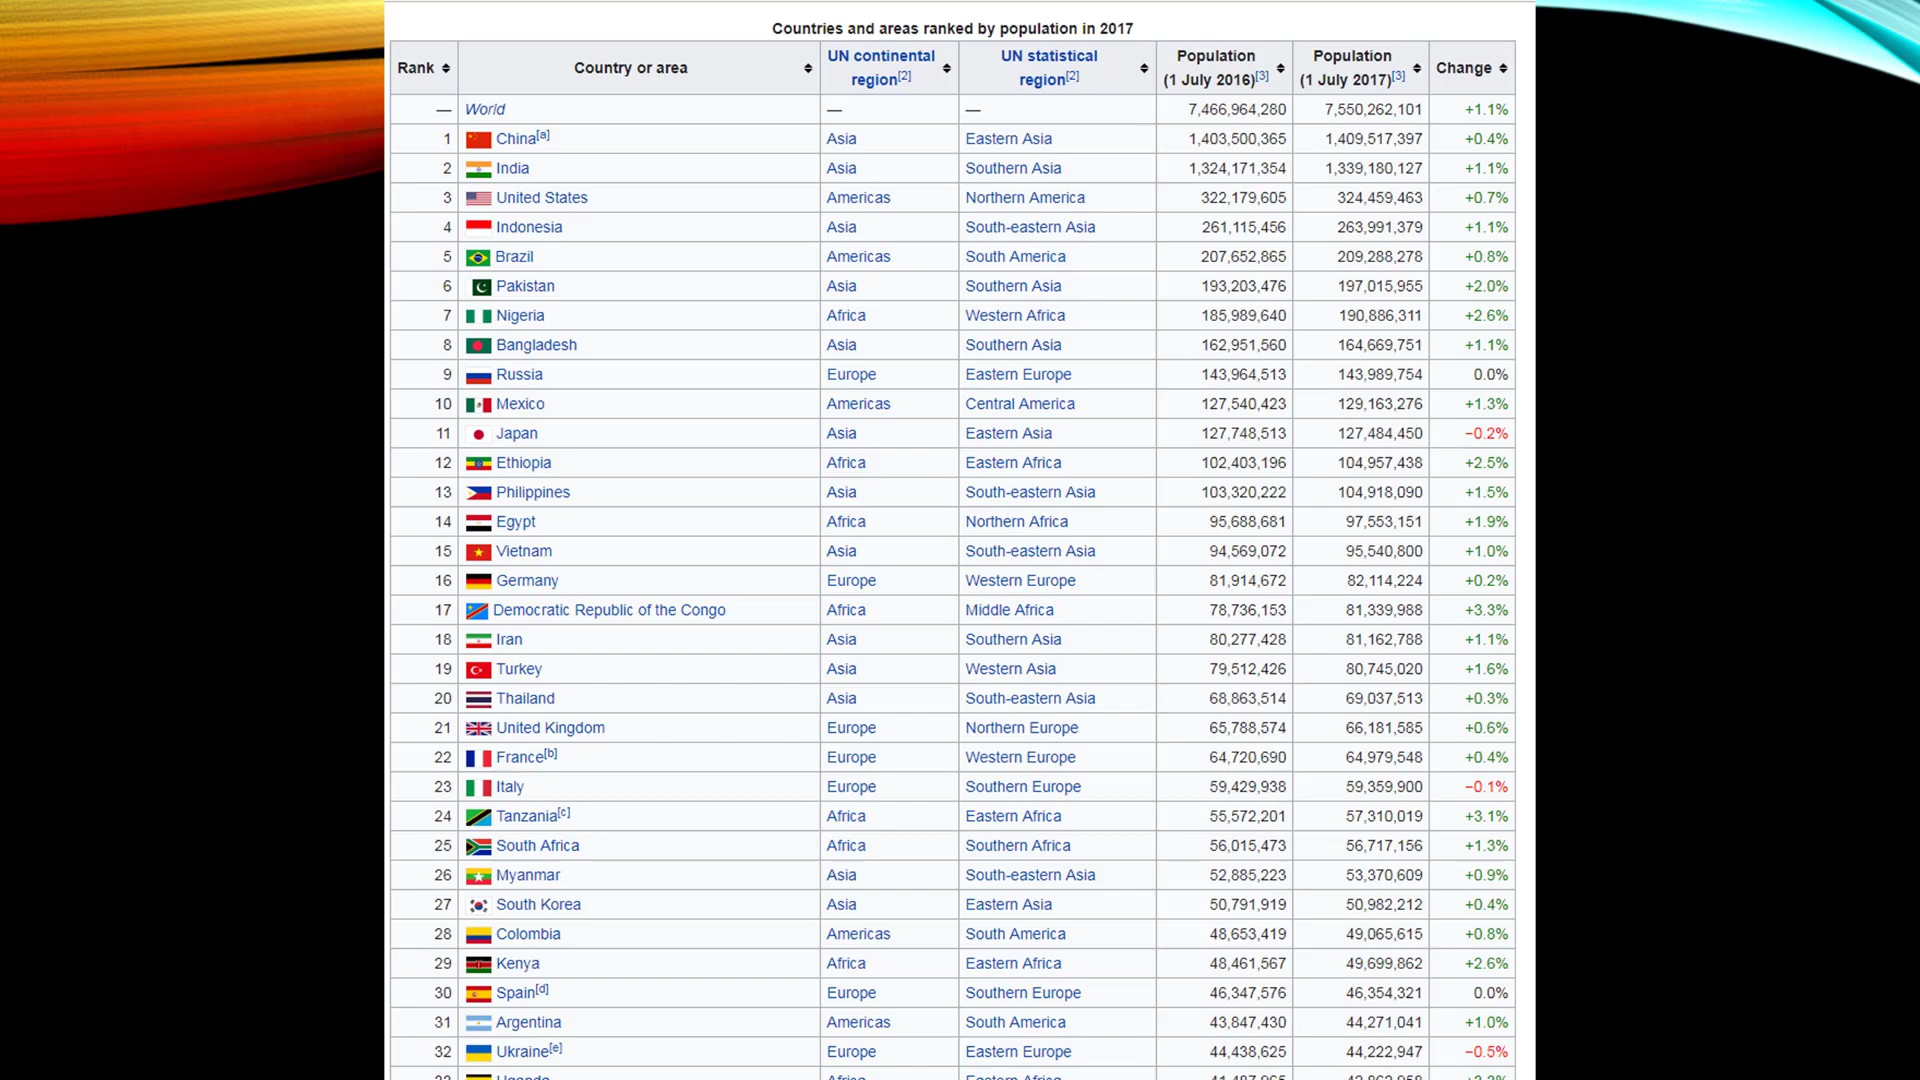 Countries and areas ranked by population in 2017
Rank Country or area UN continental region[2] UN statistical region[2] Population (1 July 2016)[3] Population (1 July 2017)[3] Change
— World — — 7,466,964,280 7,550,262,101 +1.1%
1 China[a] Asia Eastern Asia 1,403,500,365 1,409,517,397 +0.4%
2 India Asia Southern Asia 1,324,171,354 1,339,180,127 +1.1%
3 United States Americas Northern America 322,179,605 324,459,463 +0.7%
4 Indonesia Asia South-eastern Asia 261,115,456 263,991,379 +1.1%
5 Brazil Americas South America 207,652,865 209,288,278 +0.8%
6 Pakistan Asia Southern Asia 193,203,476 197,015,955 +2.0%
7 Nigeria Africa Western Africa 185,989,640 190,886,311 +2.6%
8 Bangladesh Asia Southern Asia 162,951,560 164,669,751 +1.1%
9 Russia Europe Eastern Europe 143,964,513 143,989,754 0.0%
10 Mexico Americas Central America 127,540,423 129,163,276 +1.3%
11 Japan Asia Eastern Asia 127,748,513 127,484,450 −0.2%
12 Ethiopia Africa Eastern Africa 102,403,196 104,957,438 +2.5%
13 Philippines Asia South-eastern Asia 103,320,222 104,918,090 +1.5%
14 Egypt Africa Northern Africa 95,688,681 97,553,151 +1.9%
15 Vietnam Asia South-eastern Asia 94,569,072 95,540,800 +1.0%
16 Germany Europe Western Europe 81,914,672 82,114,224 +0.2%
17 Democratic Republic of the Congo Africa Middle Africa 78,736,153 81,339,988 +3.3%
18 Iran Asia Southern Asia 80,277,428 81,162,788 +1.1%
19 Turkey Asia Western Asia 79,512,426 80,745,020 +1.6%
20 Thailand Asia South-eastern Asia 68,863,514 69,037,513 +0.3%
21 United Kingdom Europe Northern Europe 65,788,574 66,181,585 +0.6%
22 France[b] Europe Western Europe 64,720,690 64,979,548 +0.4%
23 Italy Europe Southern Europe 59,429,938 59,359,900 −0.1%
24 Tanzania[c] Africa Eastern Africa 55,572,201 57,310,019 +3.1%
25 South Africa Africa Southern Africa 56,015,473 56,717,156 +1.3%
26 Myanmar Asia South-eastern Asia 52,885,223 53,370,609 +0.9%
27 South Korea Asia Eastern Asia 50,791,919 50,982,212 +0.4%
28 Colombia Americas South America 48,653,419 49,065,615 +0.8%
29 Kenya Africa Eastern Africa 48,461,567 49,699,862 +2.6%
30 Spain[d] Europe Southern Europe 46,347,576 46,354,321 0.0%
31 Argentina Americas South America 43,847,430 44,271,041 +1.0%
32 Ukraine[e] Europe Eastern Europe 44,438,625 44,222,947 −0.5%